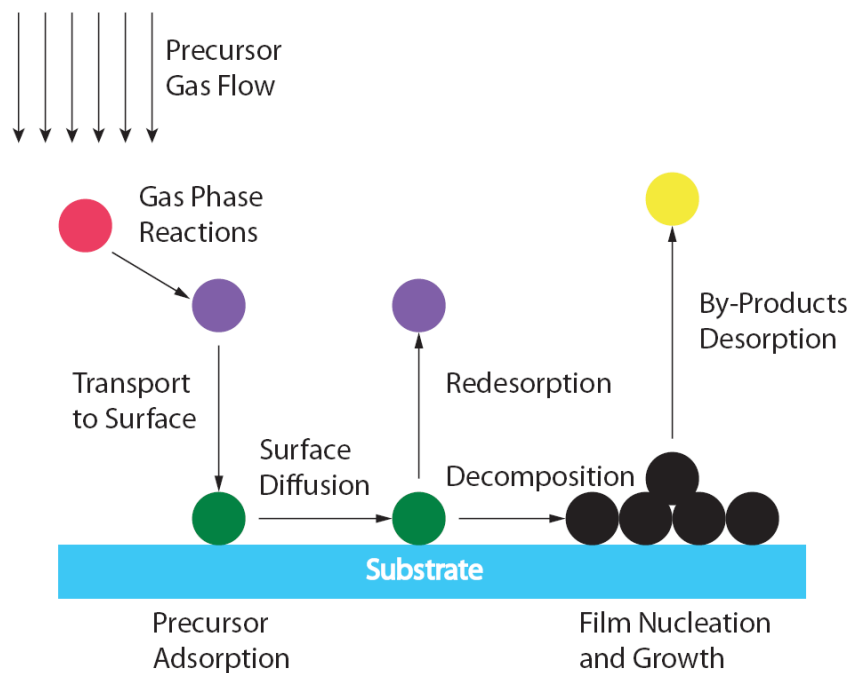 Precursor
Gas Flow
Gas Phase
Reactions
Transport
to Surface
Surface
Diffusion
Redesorption
Decomposition
By-Products
Desorption
Substrate
Precursor
Adsorption
Film Nucleation
and Growth